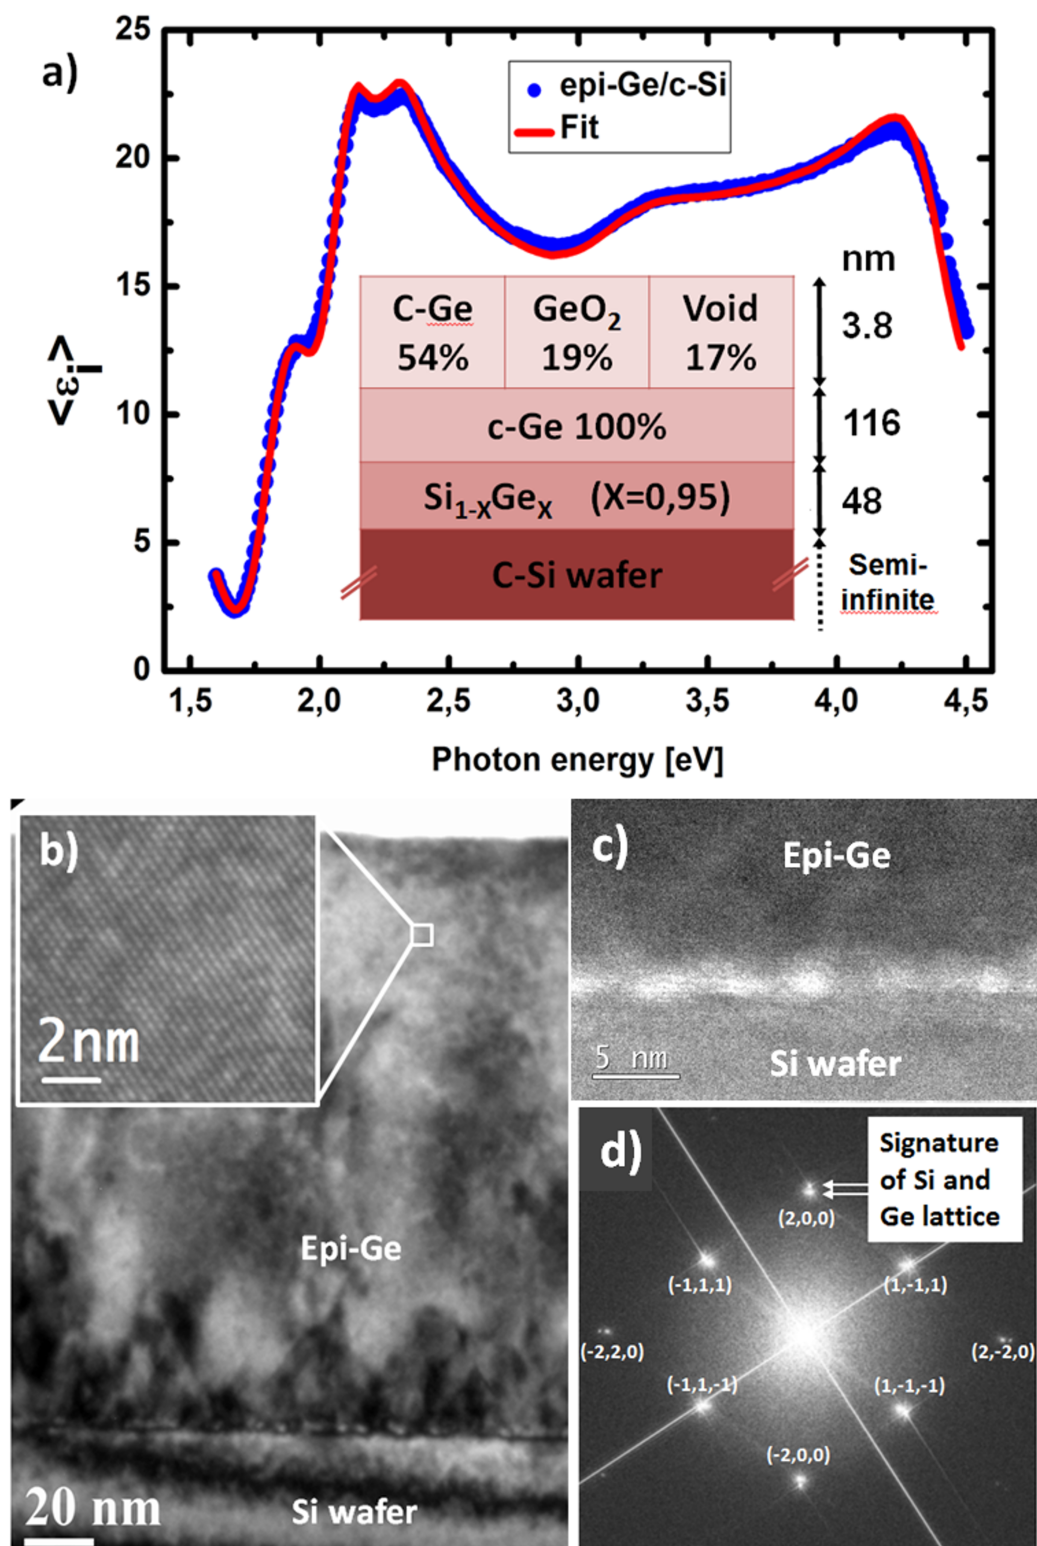 a)
25
20
15
10
5
0
<εi>
epi-Ge/c-Si
Fit
nm
C-Ge
54%
GeO2
19%
Void
17%
3.8
c-Ge 100%
116
Si1-XGeX (X=0,95)
48
C-Si wafer
Semi-
infinite
1,5 2,0 2,5 3,0 3,5 4,0 4,5
Photon energy [eV]
b)
2nm
Epi-Ge
Si wafer
20 nm
c)
Epi-Ge
5 nm
Si wafer
d)
Signature
of Si and
Ge lattice
(2,0,0)
(-1,1,1)
(1,-1,1)
(-2,2,0)
(2,-2,0)
(-1,1,-1)
(1,-1,-1)
(-2,0,0)